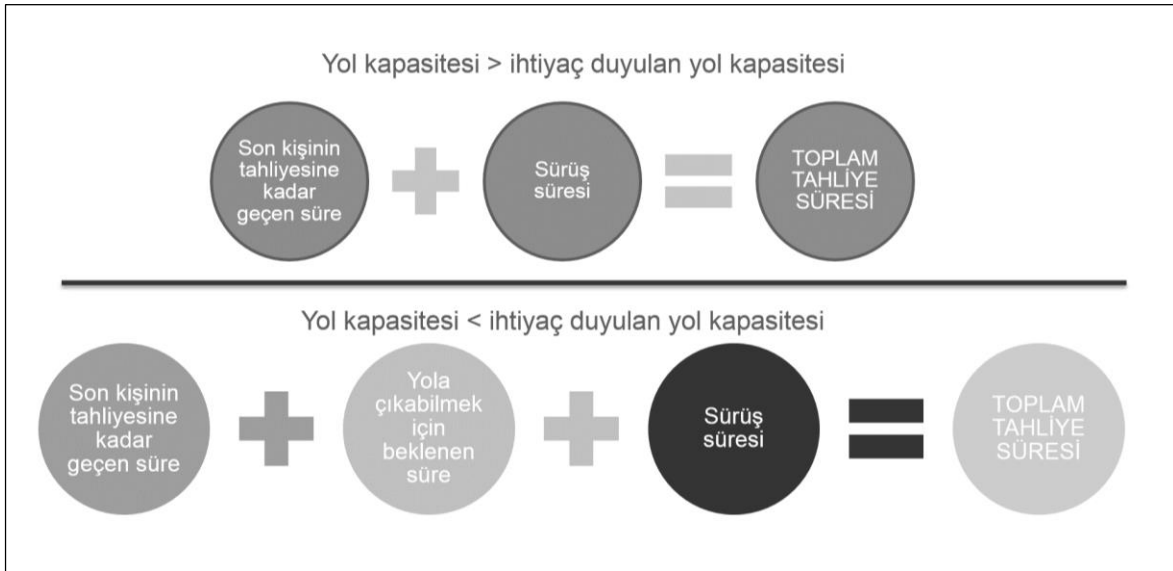 Yol kapasitesi > ihtiyaç duyulan yol kapasitesi
Son kişinin
tahliyesine
kadar
geçen süre
Sürüş
süresi
TOPLAM
TAHLİYE
SÜRESİ
Yol kapasitesi < ihtiyaç duyulan yol kapasitesi
Son kişinin
tahliyesine
kadar
geçen süre
Yola
çıkabilmek
için
beklenen
süre
Sürüş
süresi
TOPLAM
TAHLİYE
SÜRESİ